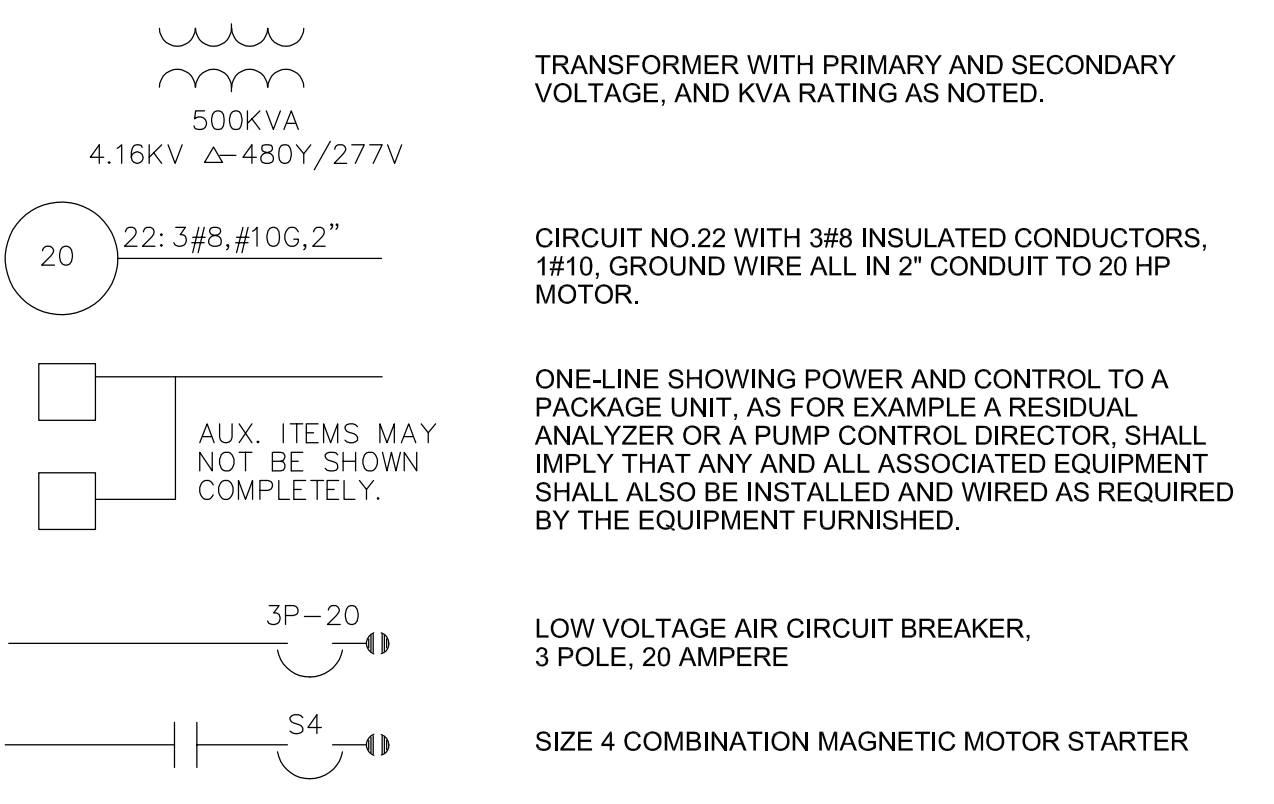 TRANSFORMER WITH PRIMARY AND SECONDARY
VOLTAGE, AND KVA RATING AS NOTED.
500KVA
4.16KV △-480Y/277V
20
22: 3#8,#10G,2"
CIRCUIT NO.22 WITH 3#8 INSULATED CONDUCTORS,
1#10, GROUND WIRE ALL IN 2" CONDUIT TO 20 HP
MOTOR.
AUX. ITEMS MAY
NOT BE SHOWN
COMPLETELY.
ONE-LINE SHOWING POWER AND CONTROL TO A
PACKAGE UNIT, AS FOR EXAMPLE A RESIDUAL
ANALYZER OR A PUMP CONTROL DIRECTOR, SHALL
IMPLY THAT ANY AND ALL ASSOCIATED EQUIPMENT
SHALL ALSO BE INSTALLED AND WIRED AS REQUIRED
BY THE EQUIPMENT FURNISHED.
3P-20
LOW VOLTAGE AIR CIRCUIT BREAKER,
3 POLE, 20 AMPERE
S4
SIZE 4 COMBINATION MAGNETIC MOTOR STARTER